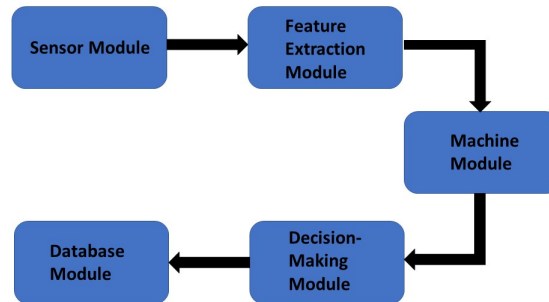 Sensor Module
Feature
Extraction
Module
Machine
Module
Decision-
Making
Module
Database
Module